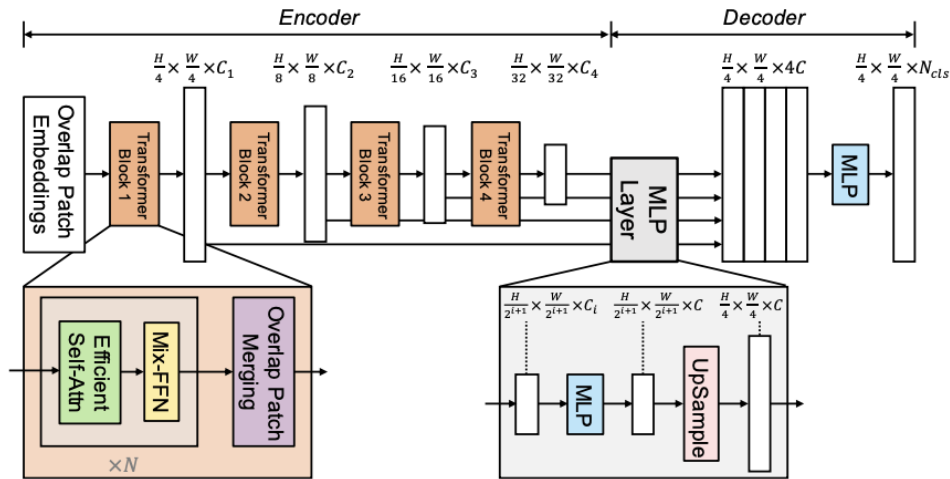 Encoder
Decoder
H/4 × W/4 ×C₁
H/8 × W/8 ×C₂
H/16 × W/16 ×C₃
H/32 × W/32 ×C₄
H/4 × W/4 ×4C
H/4 × W/4 ×N_cls
Overlap Patch
Embeddings
Transformer
Block 1
Transformer
Block 2
Transformer
Block 3
Transformer
Block 4
MLP
Layer
MLP
Efficient
Self-Attn
Mix-FFN
Overlap Patch
Merging
×N
H/2^{i+1} × W/2^{i+1} ×C_i
H/2^{i+1} × W/2^{i+1} ×C
H/4 × W/4 ×C
MLP
UpSample